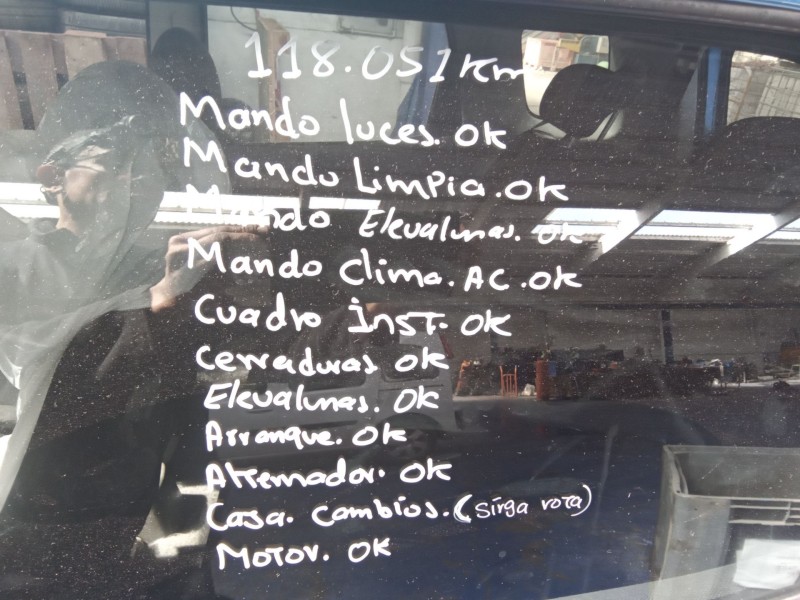 118.051 Km
Mando luces. OK
Mando Limpia. OK
Mando Elevalunas. OK
Mando Clima. AC. OK
Cuadro inst. OK
Cerraduras OK
Elevalunas. OK
Arranque. OK
Alternador. OK
Caja. Cambios. (sirga rota)
Motor. OK